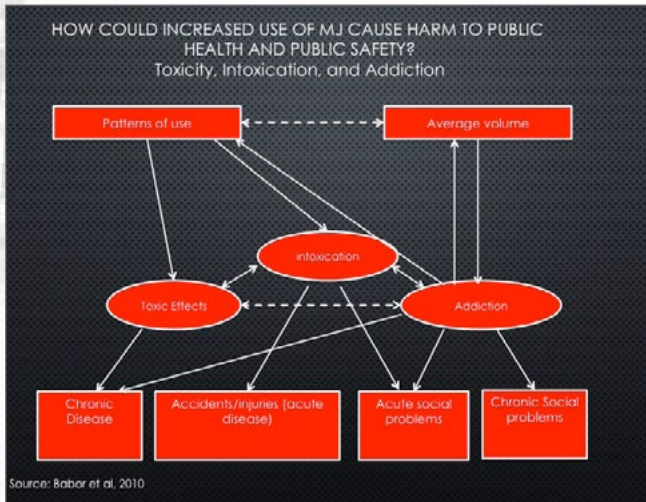 HOW COULD INCREASED USE OF MJ CAUSE HARM TO PUBLIC
HEALTH AND PUBLIC SAFETY?
Toxicity, Intoxication, and Addiction
Patterns of use
Average volume
intoxication
Toxic Effects
Addiction
Chronic
Disease
Accidents/injuries (acute
disease)
Acute social
problems
Chronic Social
problems
Source: Babor et al, 2010